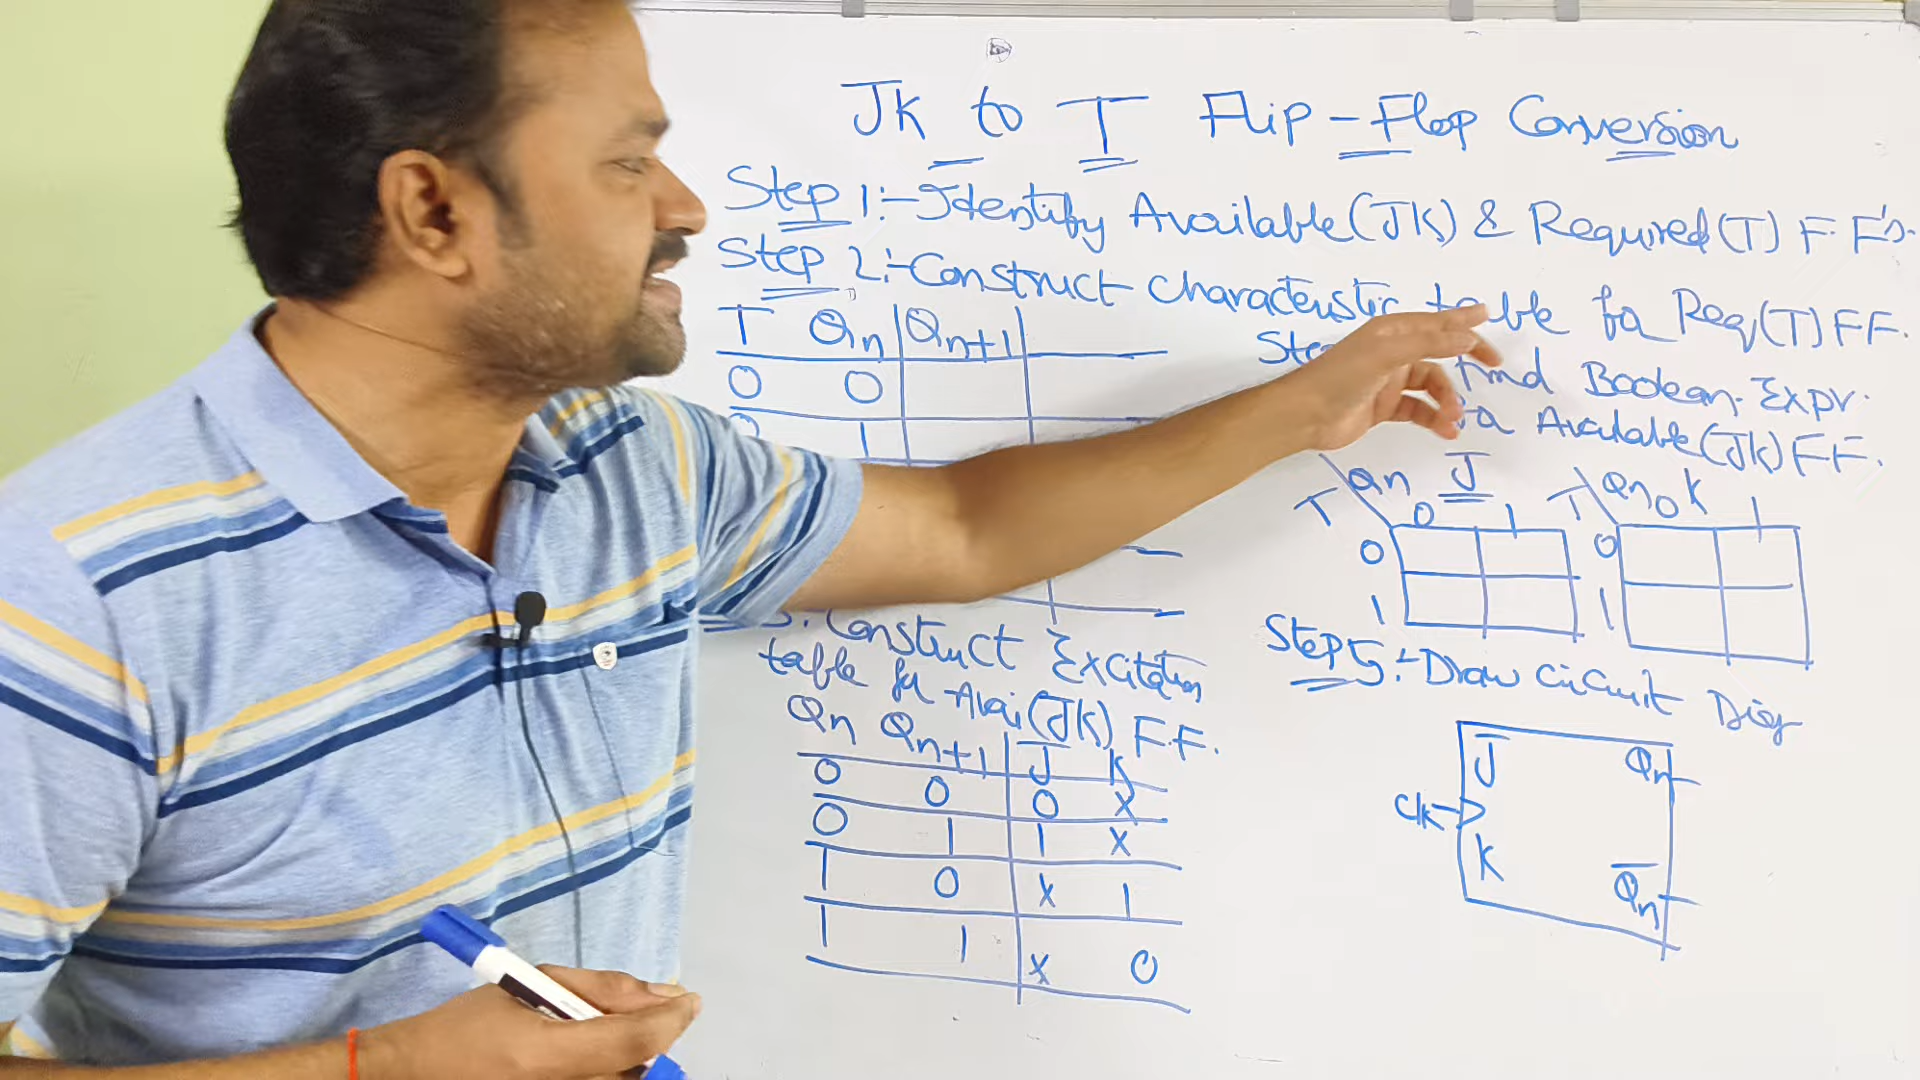 JK to T Flip-Flop Conversion
Step 1:- Identify Available (JK) & Required (T) F.F's.
Step 2:- Construct characteristic table for Req (T) FF.
T Qn Qn+1
0 0
1
3. Construct Excitation
table for Avai (JK) F.F.
Qn Qn+1 J K
0 0 0 x
0 1 1 x
1 0 x 1
1 1 x 0
Find Boolean Expr.
Available (JK) FF.
T Qn J
0 1
0
1
T Qn K
0 1
0
1
Step 5:- Draw circuit Diag
J Qn
Clk
K Q̅n